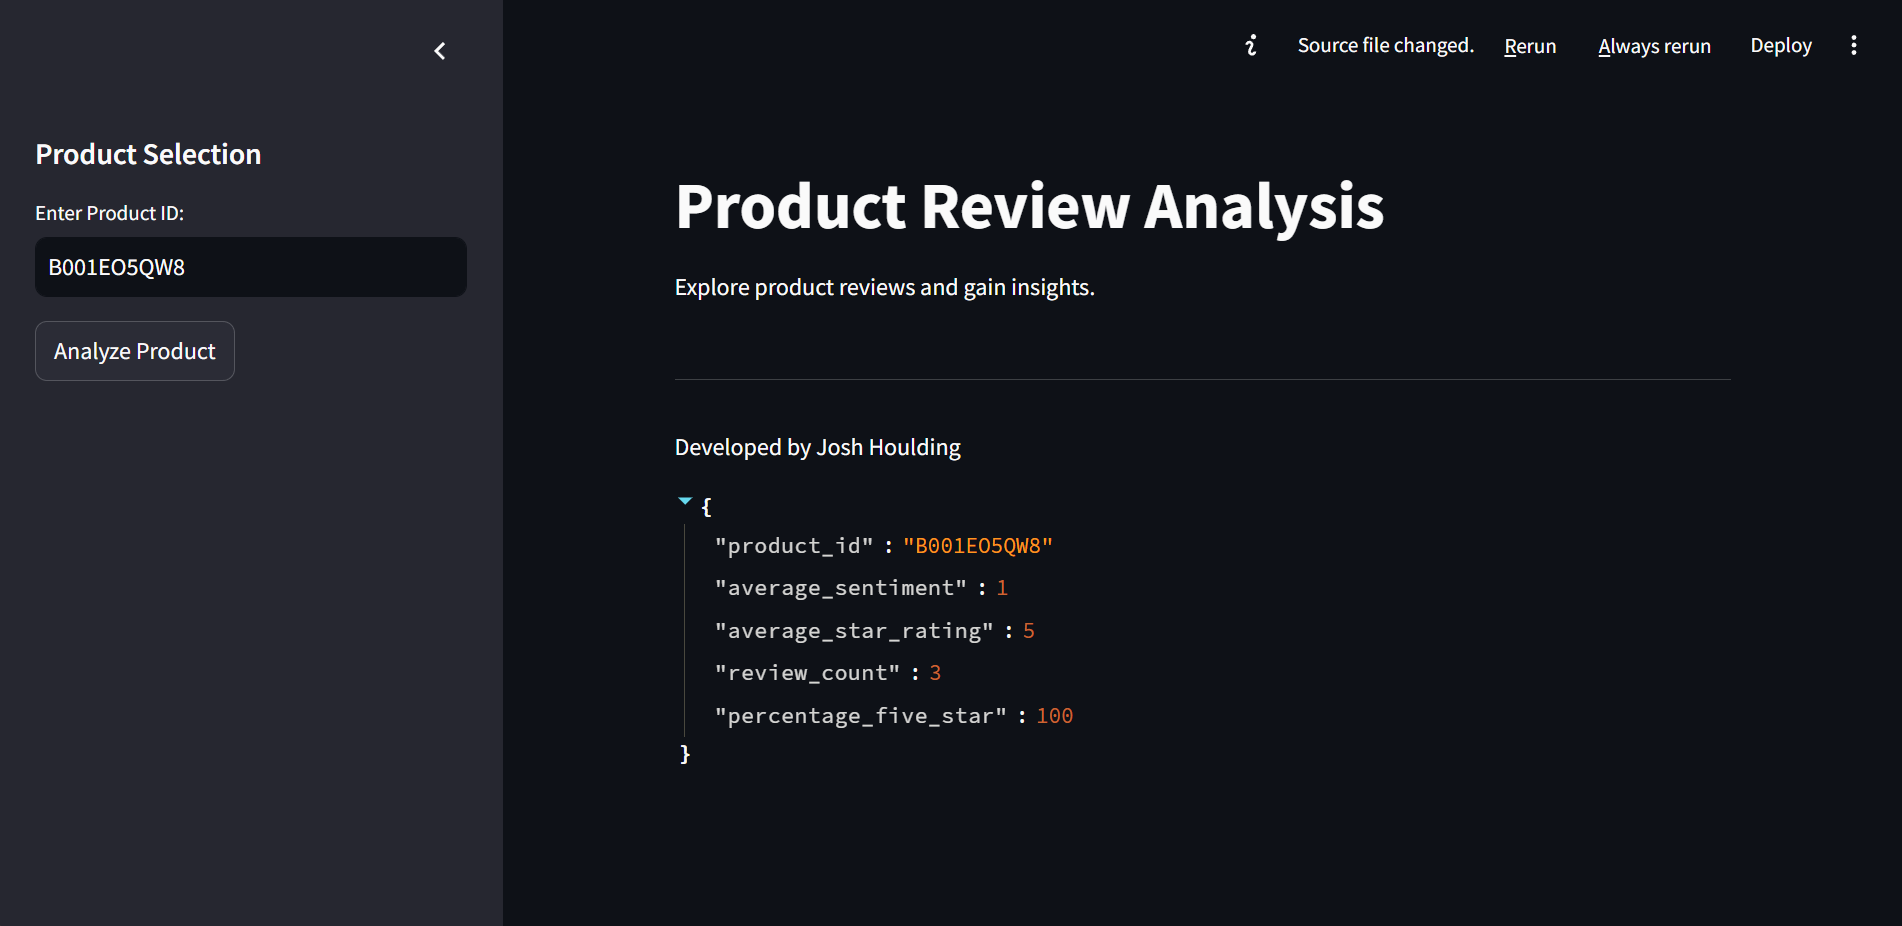 Source file changed. Rerun Always rerun Deploy
Product Selection
Enter Product ID:
B001EO5QW8
Analyze Product
Product Review Analysis
Explore product reviews and gain insights.
Developed by Josh Houlding
{
"product_id" : "B001EO5QW8"
"average_sentiment" : 1
"average_star_rating" : 5
"review_count" : 3
"percentage_five_star" : 100
}